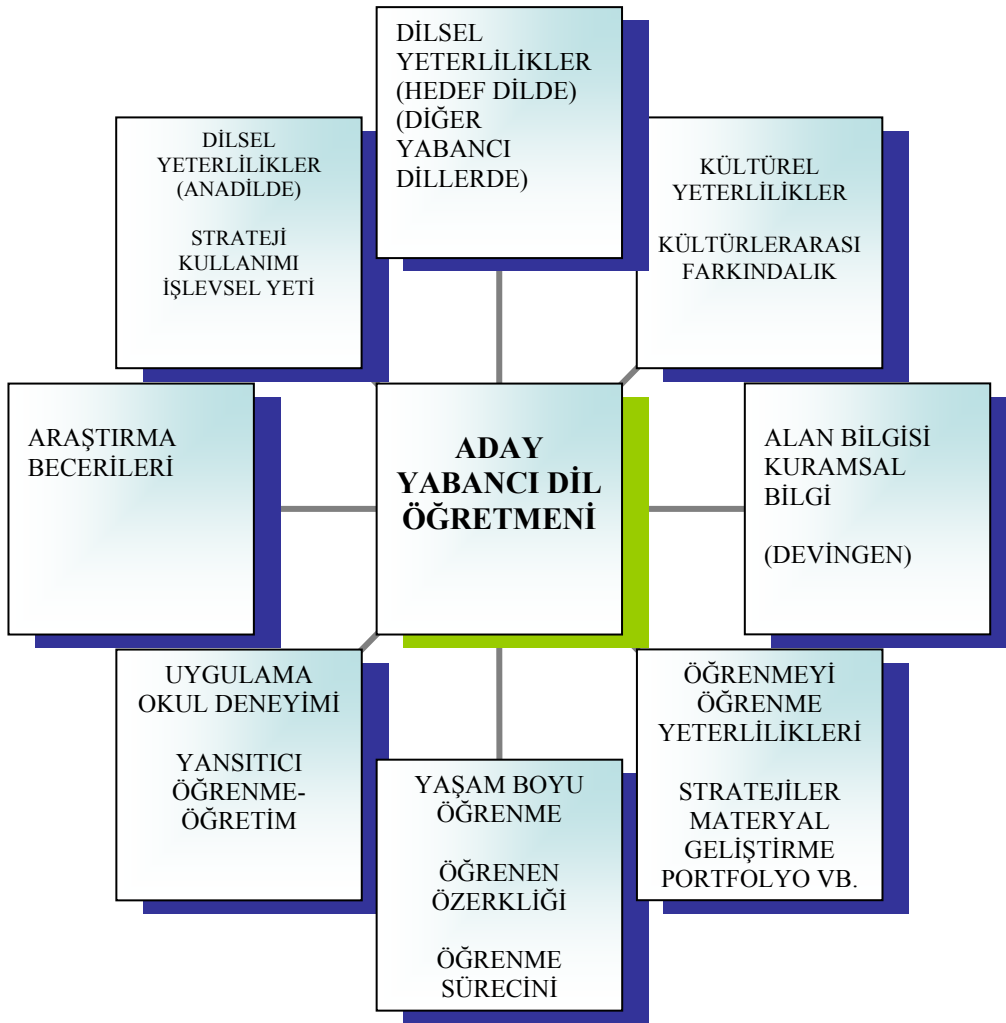 DİLSEL
YETERLİLİKLER
(HEDEF DİLDE)
(DİĞER
YABANCI
DİLLERDE)
DİLSEL
YETERLİLİKLER
(ANADİLDE)
STRATEJİ
KULLANIMI
İŞLEVSEL YETİ
KÜLTÜREL
YETERLİLİKLER
KÜLTÜRLERARASI
FARKINDALIK
ARAŞTIRMA
BECERİLERİ
ADAY
YABANCI DİL
ÖĞRETMENİ
ALAN BİLGİSİ
KURAMSAL
BİLGİ
(DEVİNGEN)
UYGULAMA
OKUL DENEYİMİ
YANSITICI
ÖĞRENME-
ÖĞRETİM
YAŞAM BOYU
ÖĞRENME
ÖĞRENEN
ÖZERKLİĞİ
ÖĞRENME
SÜRECİNİ
ÖĞRENMEYİ
ÖĞRENME
YETERLİLİKLERİ
STRATEJİLER
MATERYAL
GELİŞTİRME
PORTFOLYO VB.